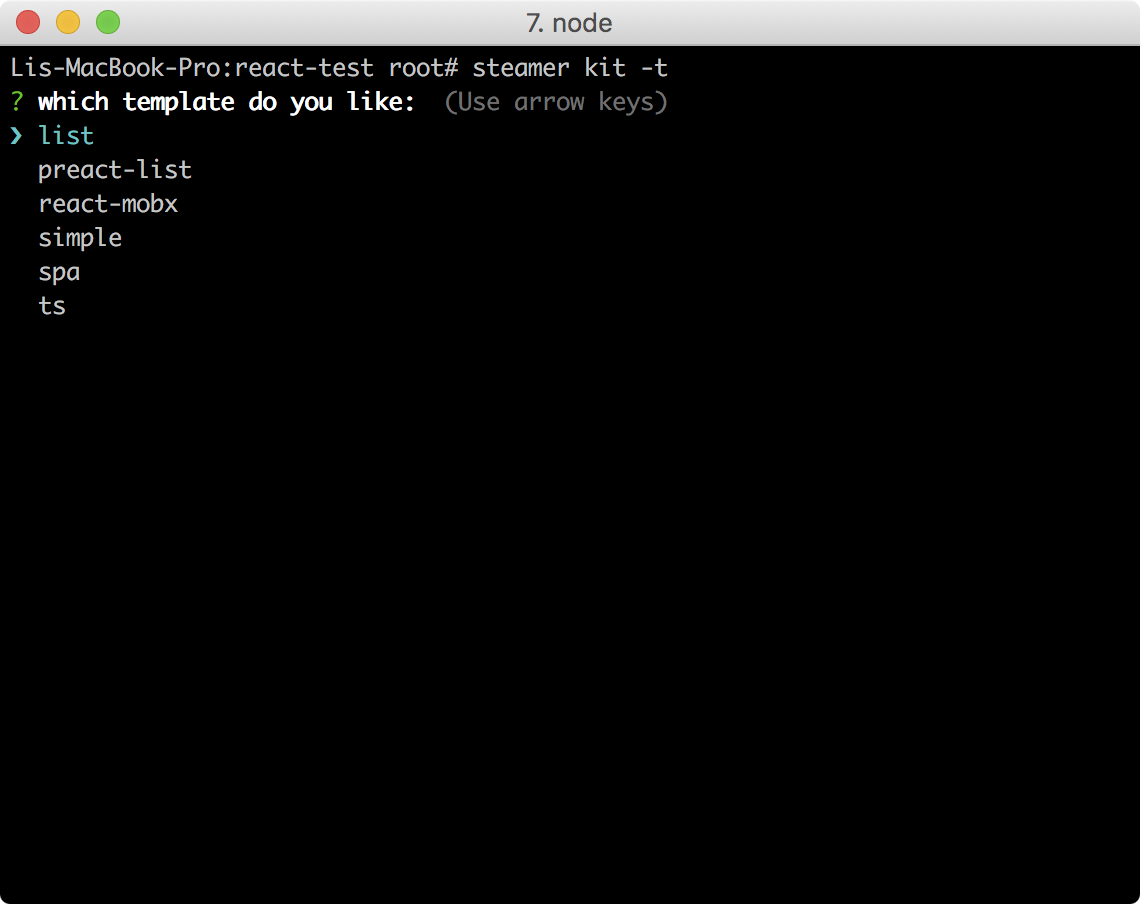 7. node
Lis-MacBook-Pro:react-test root# steamer kit -t
? which template do you like:  (Use arrow keys)
❯ list
  preact-list
  react-mobx
  simple
  spa
  ts